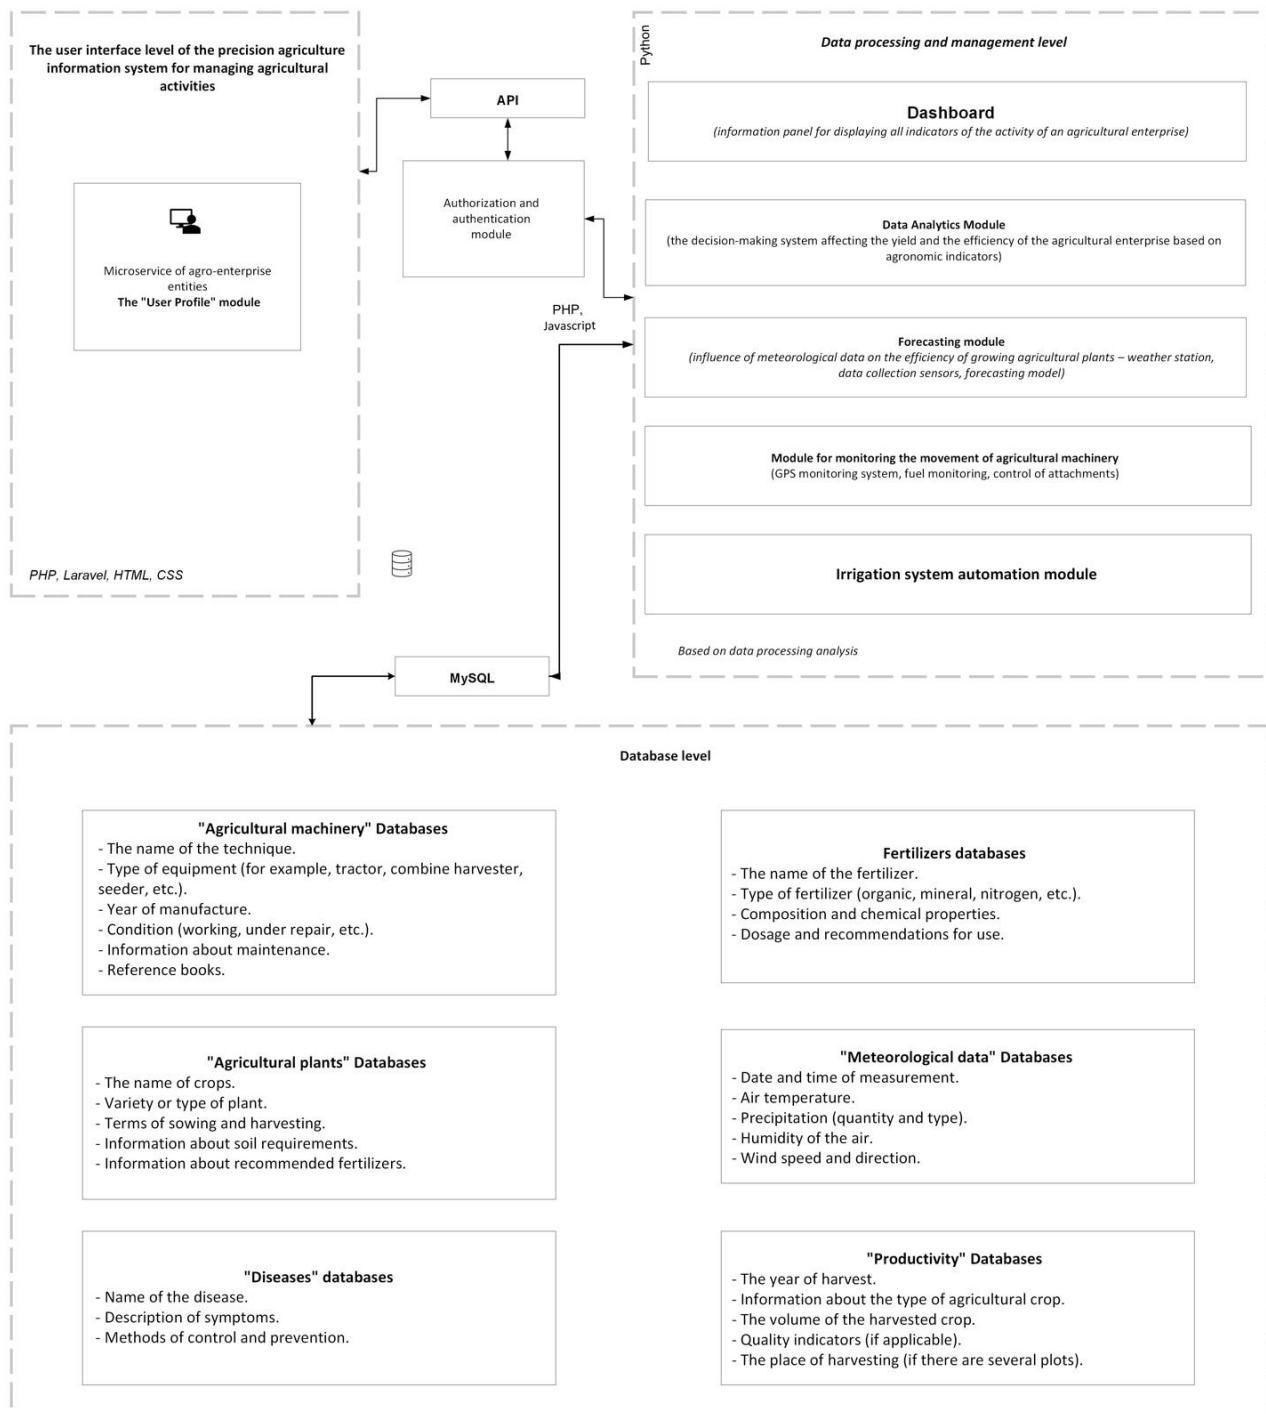 The user interface level of the precision agriculture
information system for managing agricultural
activities
Microservice of agro-enterprise
entities
The "User Profile" module
PHP, Laravel, HTML, CSS
API
Authorization and
authentication
module
PHP,
Javascript
MySQL
Python
Data processing and management level
Dashboard
(information panel for displaying all indicators of the activity of an agricultural enterprise)
Data Analytics Module
(the decision-making system affecting the yield and the efficiency of the agricultural enterprise based on
agronomic indicators)
Forecasting module
(influence of meteorological data on the efficiency of growing agricultural plants – weather station,
data collection sensors, forecasting model)
Module for monitoring the movement of agricultural machinery
(GPS monitoring system, fuel monitoring, control of attachments)
Irrigation system automation module
Based on data processing analysis
Database level
"Agricultural machinery" Databases
- The name of the technique.
- Type of equipment (for example, tractor, combine harvester,
seeder, etc.).
- Year of manufacture.
- Condition (working, under repair, etc.).
- Information about maintenance.
- Reference books.
Fertilizers databases
- The name of the fertilizer.
- Type of fertilizer (organic, mineral, nitrogen, etc.).
- Composition and chemical properties.
- Dosage and recommendations for use.
"Agricultural plants" Databases
- The name of crops.
- Variety or type of plant.
- Terms of sowing and harvesting.
- Information about soil requirements.
- Information about recommended fertilizers.
"Meteorological data" Databases
- Date and time of measurement.
- Air temperature.
- Precipitation (quantity and type).
- Humidity of the air.
- Wind speed and direction.
"Diseases" databases
- Name of the disease.
- Description of symptoms.
- Methods of control and prevention.
"Productivity" Databases
- The year of harvest.
- Information about the type of agricultural crop.
- The volume of the harvested crop.
- Quality indicators (if applicable).
- The place of harvesting (if there are several plots).